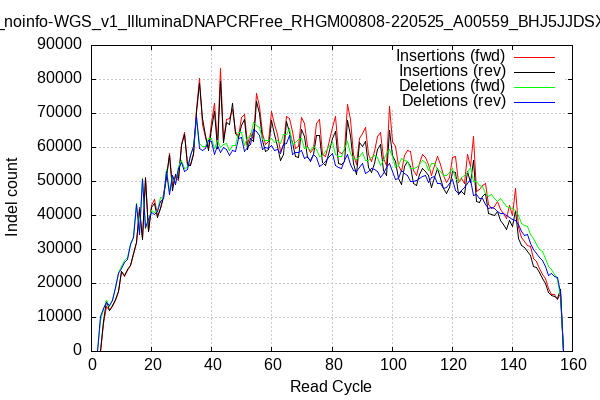 _noinfo-WGS_v1_IlluminaDNAPCRFree_RHGM00808-220525_A00559_BHJ5JJDSX
Insertions (fwd)
Insertions (rev)
Deletions (fwd)
Deletions (rev)
Indel count
90000
80000
70000
60000
50000
40000
30000
20000
10000
0
0 20 40 60 80 100 120 140 160
Read Cycle